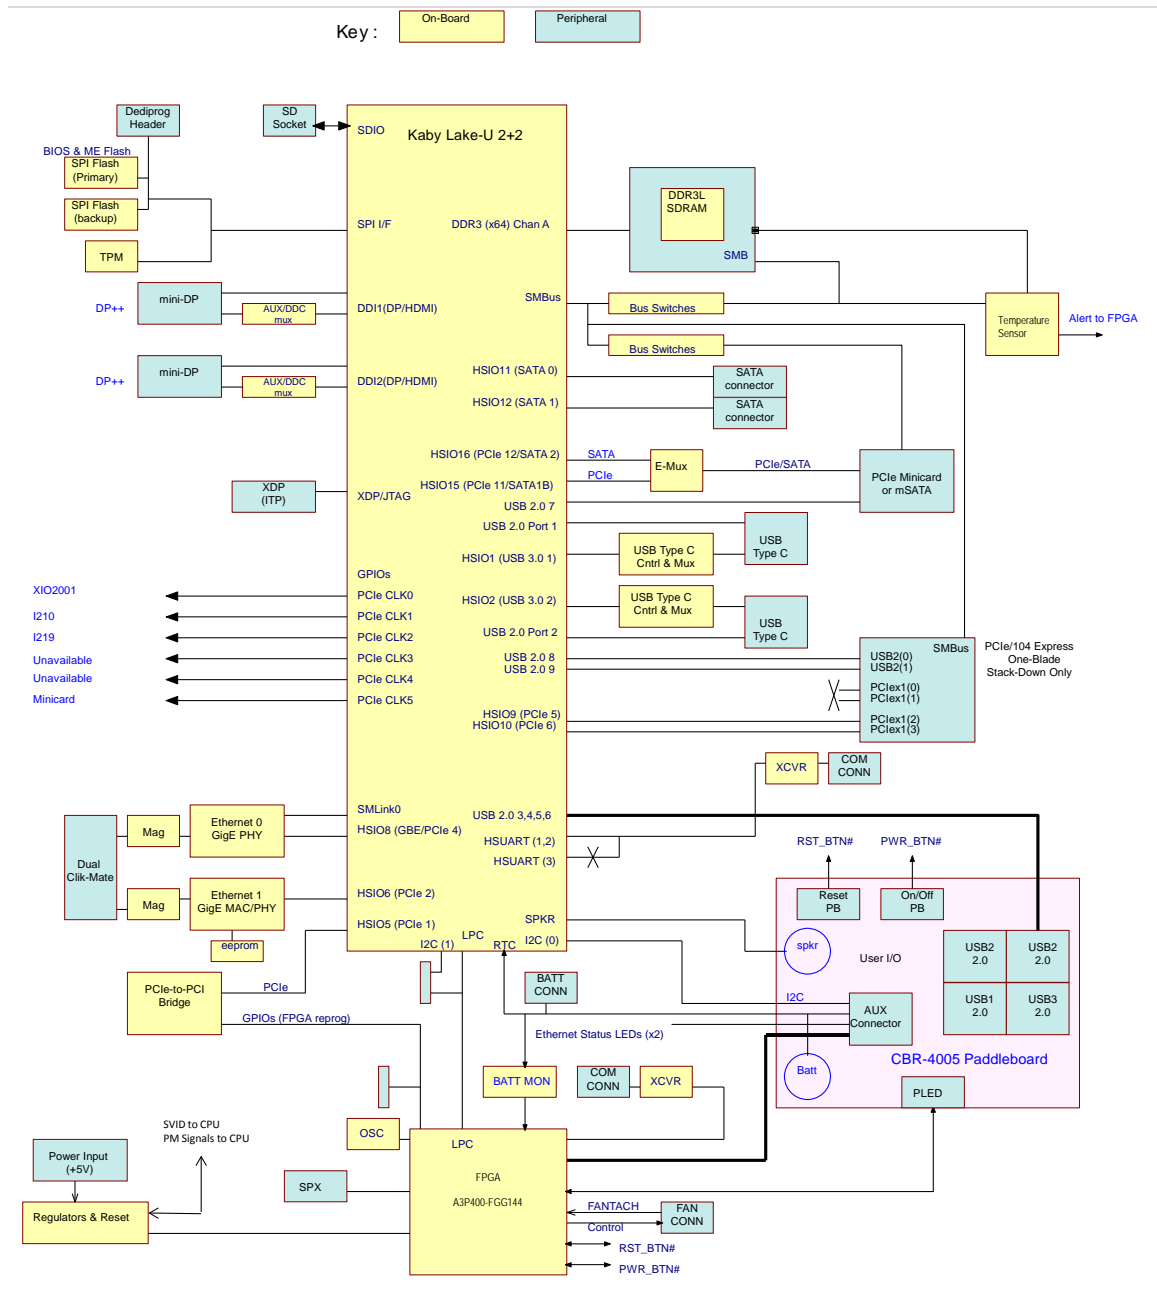 Key :
On-Board
Peripheral
Dediprog
Header
SD
Socket
SDIO
Kaby Lake-U 2+2
BIOS & ME Flash
SPI Flash
(Primary)
SPI Flash
(backup)
TPM
SPI I/F
DDR3 (x64) Chan A
DDR3L
SDRAM
SMB
DP++
mini-DP
AUX/DDC
mux
DDI1(DP/HDMI)
SMBus
Bus Switches
Temperature
Sensor
Alert to FPGA
Bus Switches
DP++
mini-DP
AUX/DDC
mux
DDI2(DP/HDMI)
HSIO11 (SATA 0)
SATA
connector
HSIO12 (SATA 1)
SATA
connector
HSIO16 (PCIe 12/SATA 2)
SATA
E-Mux
PCIe/SATA
PCIe Minicard
or mSATA
HSIO15 (PCIe 11/SATA1B)
PCIe
XDP
(ITP)
XDP/JTAG
USB 2.0 7
USB 2.0 Port 1
USB
Type C
HSIO1 (USB 3.0 1)
USB Type C
Cntrl & Mux
GPIOs
XIO2001
PCIe CLK0
HSIO2 (USB 3.0 2)
USB Type C
Cntrl & Mux
USB
Type C
I210
PCIe CLK1
I219
PCIe CLK2
USB 2.0 Port 2
Unavailable
PCIe CLK3
USB 2.0 8
USB 2.0 9
Unavailable
PCIe CLK4
Minicard
PCIe CLK5
SMBus
USB2(0)
USB2(1)
PCIex1(0)
PCIex1(1)
PCIex1(2)
PCIex1(3)
PCIe/104 Express
One-Blade
Stack-Down Only
HSIO9 (PCIe 5)
HSIO10 (PCIe 6)
XCVR
COM
CONN
Dual
Clik-Mate
Mag
Ethernet 0
GigE PHY
SMLink0
HSIO8 (GBE/PCIe 4)
USB 2.0 3,4,5,6
HSUART (1,2)
HSUART (3)
Mag
Ethernet 1
GigE MAC/PHY
eeprom
HSIO6 (PCIe 2)
HSIO5 (PCIe 1)
SPKR
I2C (0)
I2C (1)
LPC
RTC
RST_BTN#
PWR_BTN#
Reset
PB
On/Off
PB
spkr
User I/O
USB2
2.0
USB2
2.0
USB1
2.0
USB3
2.0
I2C
AUX
Connector
CBR-4005 Paddleboard
Batt
PLED
PCIe-to-PCI
Bridge
PCIe
GPIOs (FPGA reprog)
BATT
CONN
Ethernet Status LEDs (x2)
BATT MON
COM
CONN
XCVR
OSC
LPC
FPGA
A3P400-FGG144
SPX
SVID to CPU
PM Signals to CPU
Power Input
(+5V)
Regulators & Reset
FANTACH
Control
FAN
CONN
RST_BTN#
PWR_BTN#